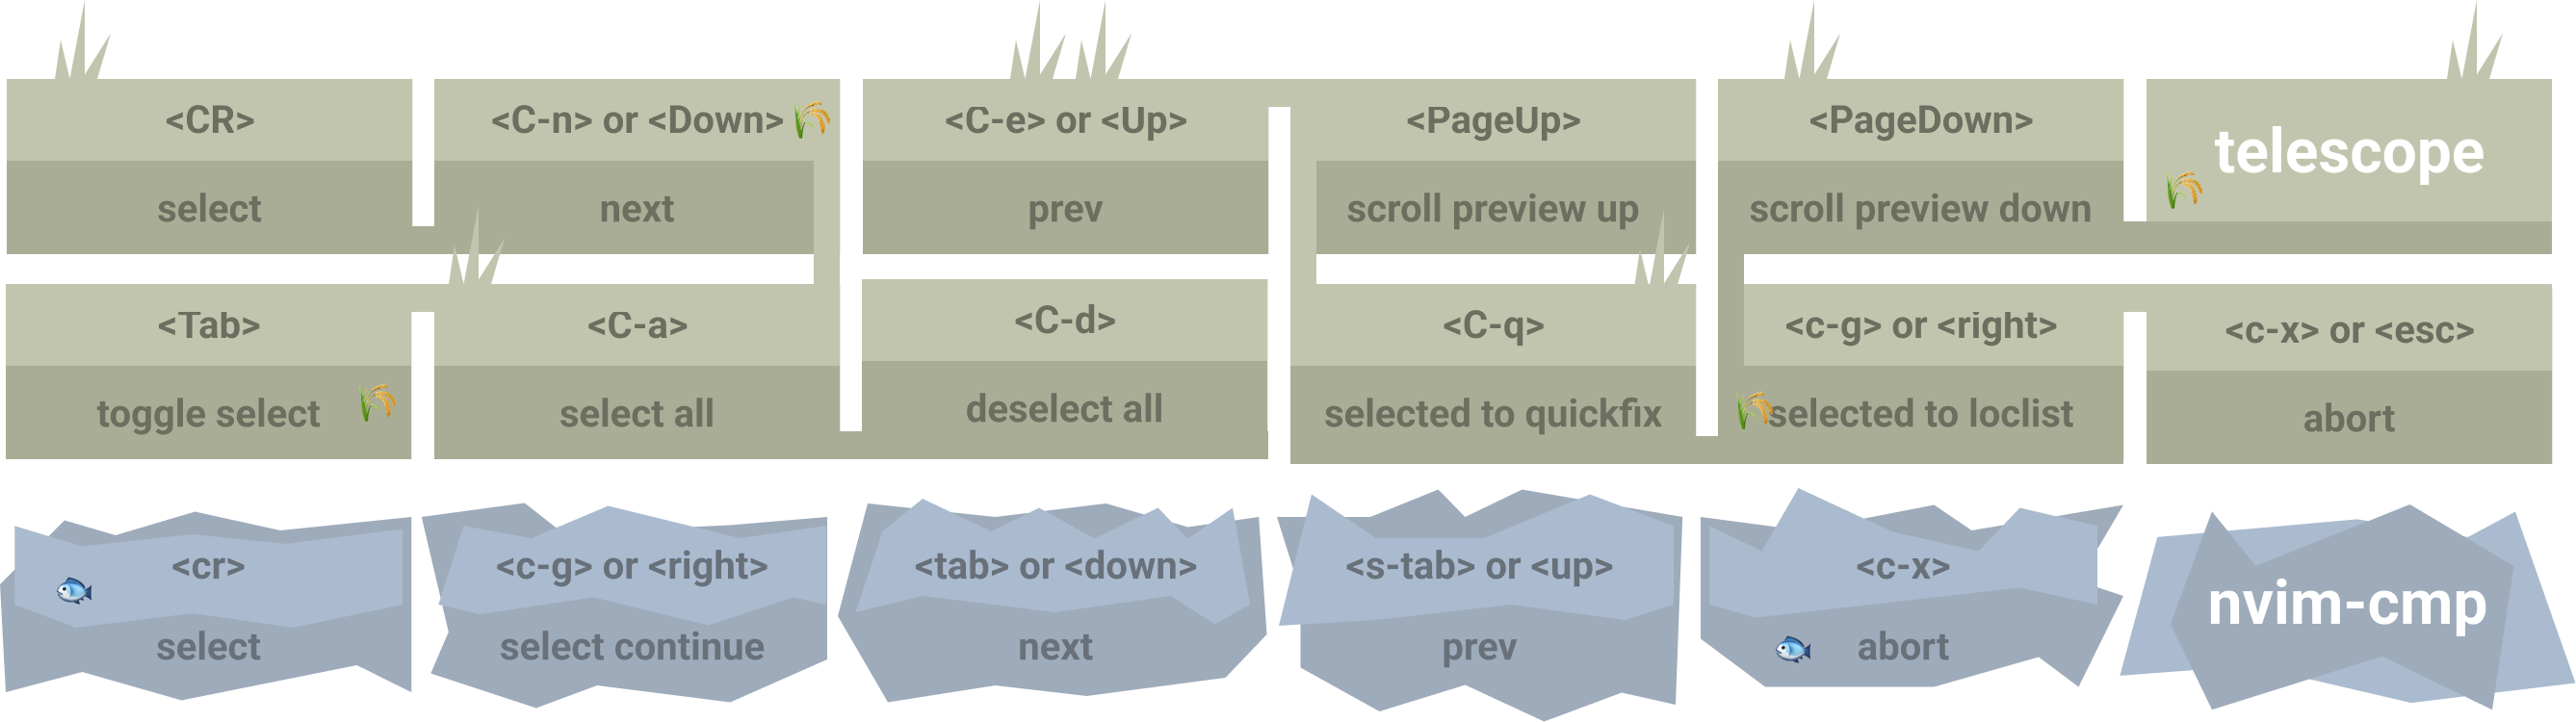 <CR>
select
<C-n> or <Down>
next
<C-e> or <Up>
prev
<PageUp>
scroll preview up
<PageDown>
scroll preview down
telescope
<Tab>
toggle select
<C-a>
select all
<C-d>
deselect all
<C-q>
selected to quickfix
<c-g> or <right>
selected to loclist
<c-x> or <esc>
abort
<cr>
select
<c-g> or <right>
select continue
<tab> or <down>
next
<s-tab> or <up>
prev
<c-x>
abort
nvim-cmp